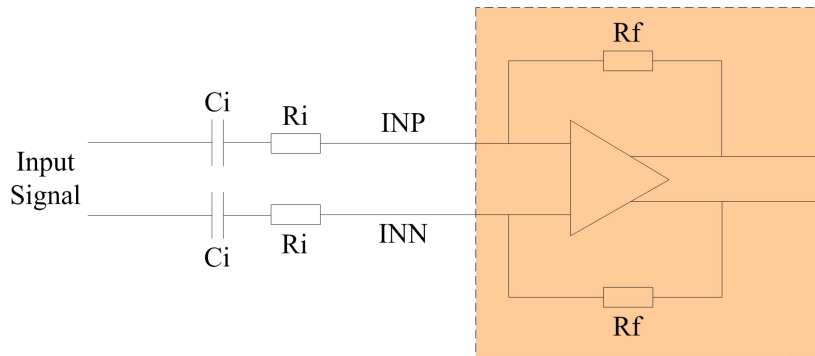 Rf
Ci
Ri
INP
Input
Signal
Ci
Ri
INN
Rf